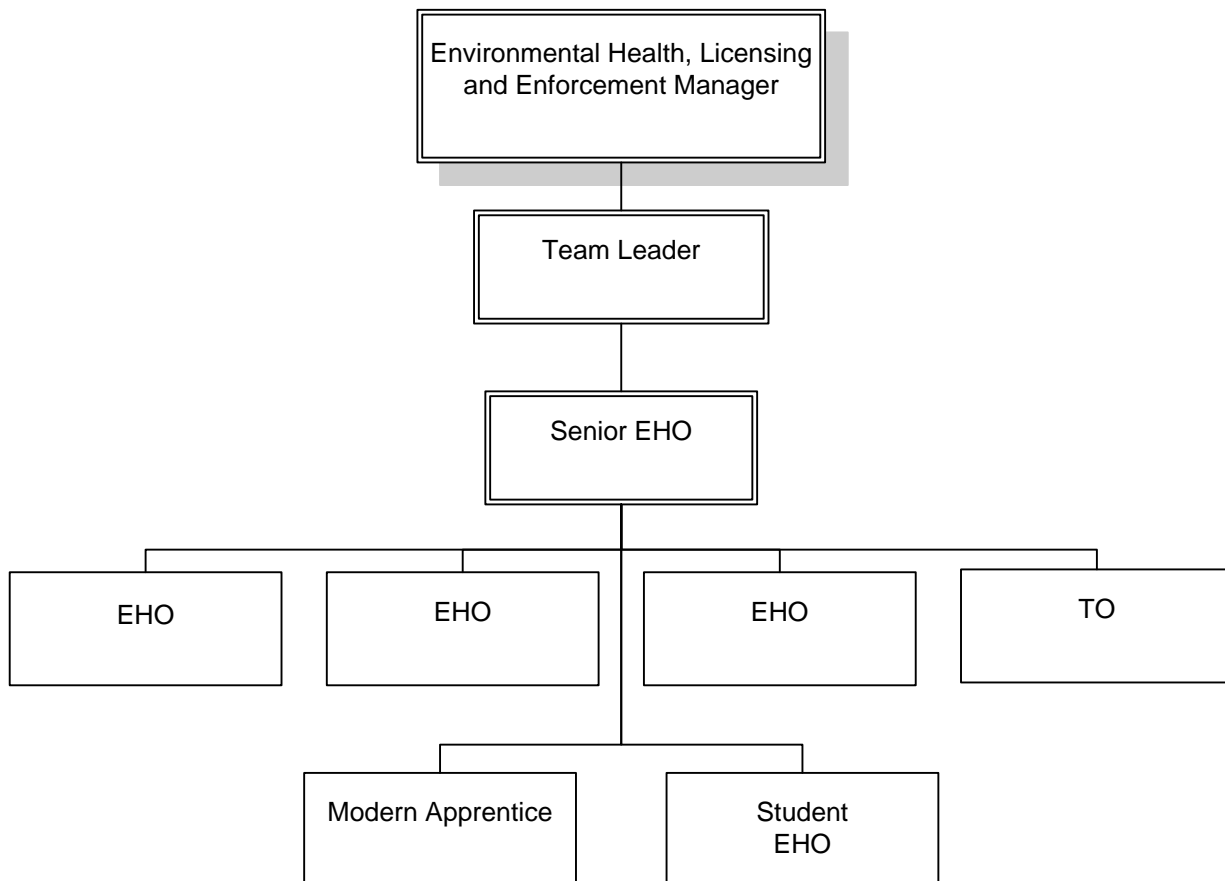 Environmental Health, Licensing
and Enforcement Manager
Team Leader
Senior EHO
EHO
EHO
EHO
TO
Modern Apprentice
Student
EHO